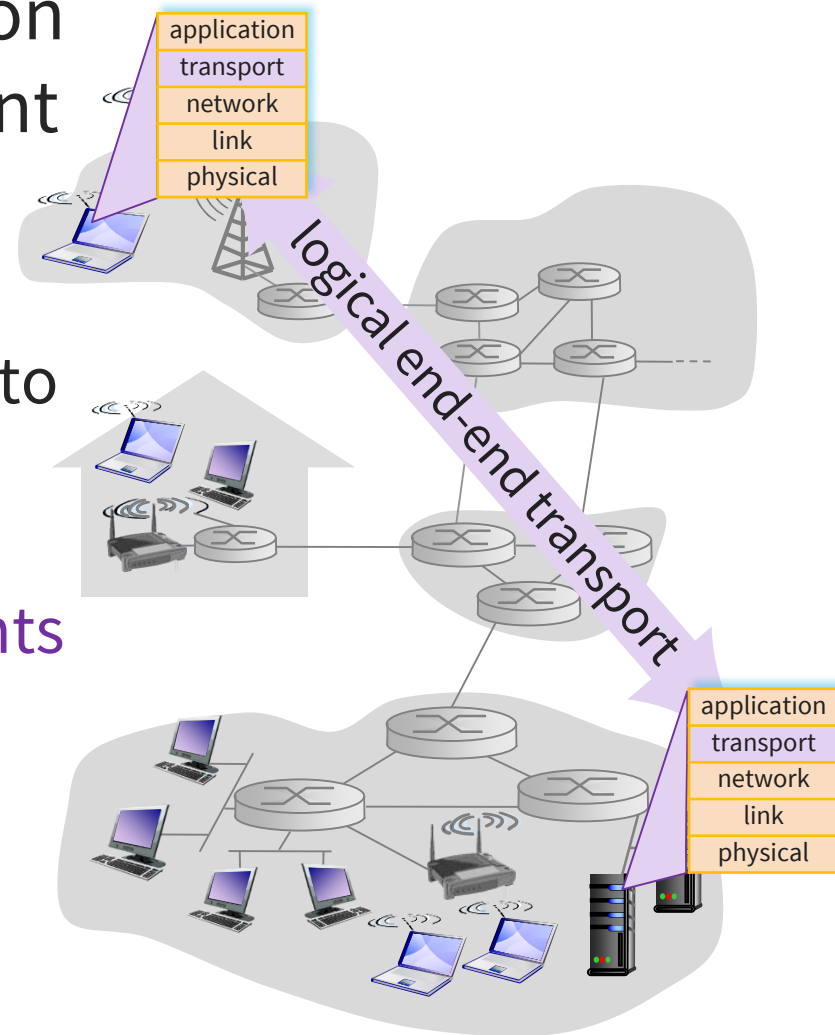 on
nt
to
nts
application
transport
network
link
physical
logical end-end transport
application
transport
network
link
physical